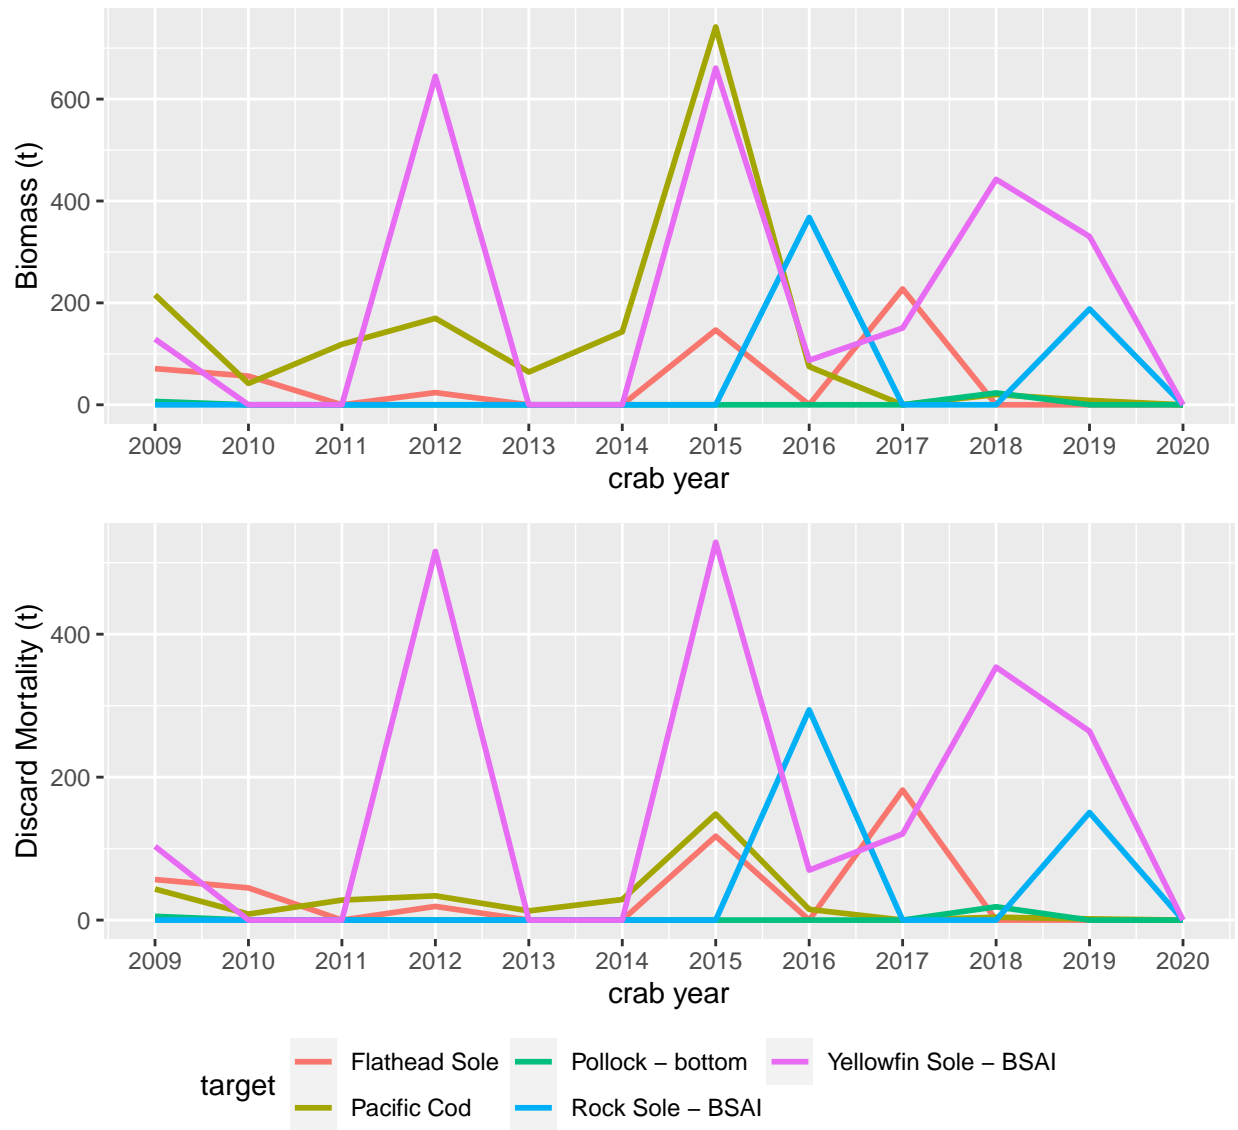 Biomass (t)
600
400
200
0
2009 2010 2011 2012 2013 2014 2015 2016 2017 2018 2019 2020
crab year
Discard Mortality (t)
400
200
0
2009 2010 2011 2012 2013 2014 2015 2016 2017 2018 2019 2020
crab year
target
Flathead Sole Pollock − bottom Yellowfin Sole − BSAI
Pacific Cod Rock Sole − BSAI